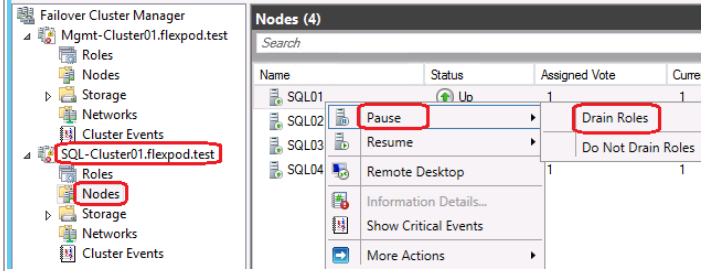 Failover Cluster Manager
Mgmt-Cluster01.flexpod.test
Roles
Nodes
Storage
Networks
Cluster Events
SQL-Cluster01.flexpod.test
Roles
Nodes
Storage
Networks
Cluster Events
Nodes (4)
Search
Name Status Assigned Vote Curre
SQL01 Up 1 1
SQL02
SQL03
SQL04 1 1
Pause
Resume
Remote Desktop
Information Details...
Show Critical Events
More Actions
Drain Roles
Do Not Drain Roles